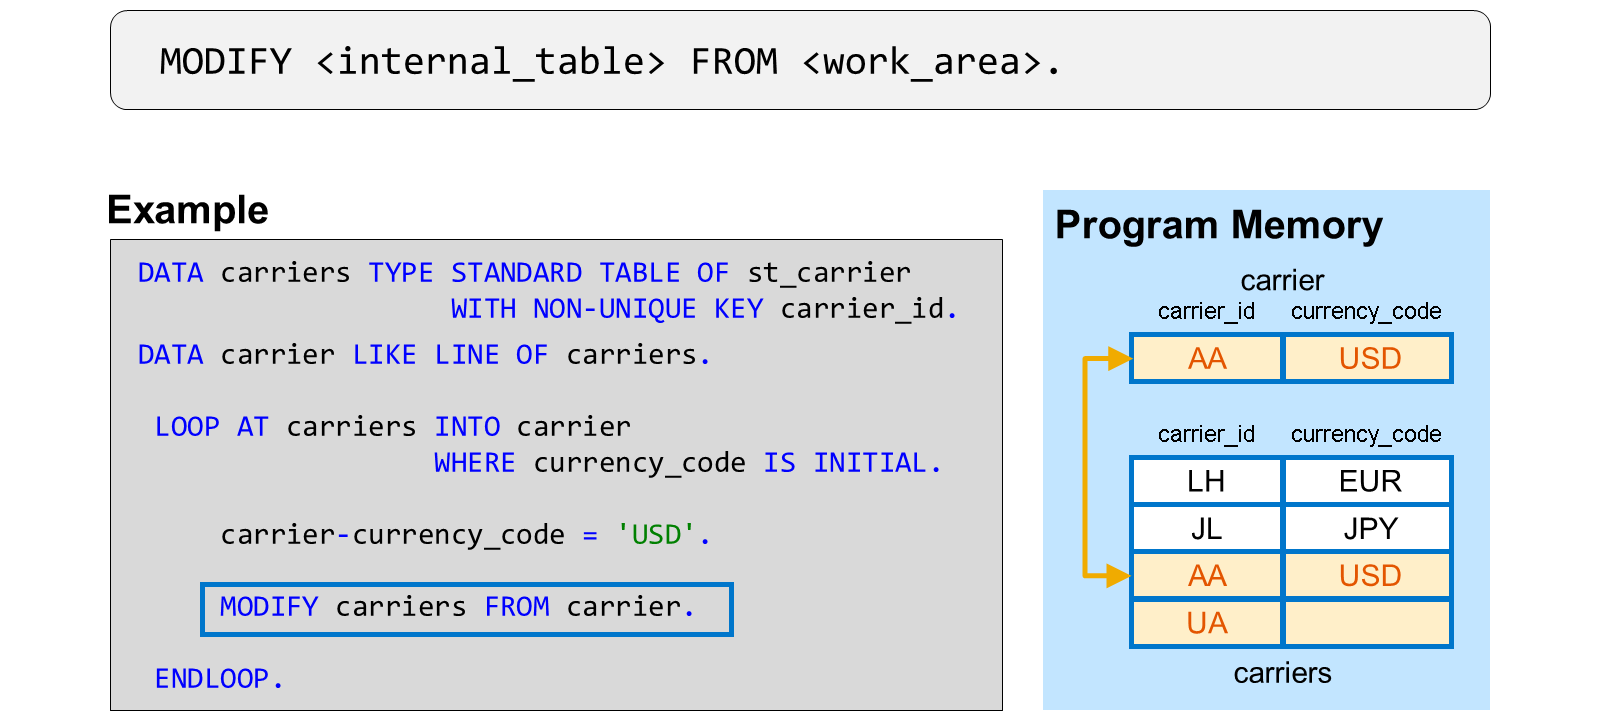 MODIFY <internal_table> FROM <work_area>.
Example
DATA carriers TYPE STANDARD TABLE OF st_carrier
WITH NON-UNIQUE KEY carrier_id.
DATA carrier LIKE LINE OF carriers.
LOOP AT carriers INTO carrier
WHERE currency_code IS INITIAL.
carrier-currency_code = 'USD'.
MODIFY carriers FROM carrier.
ENDLOOP.
Program Memory
carrier
carrier_id currency_code
AA USD
carrier_id currency_code
LH EUR
JL JPY
AA USD
UA
carriers